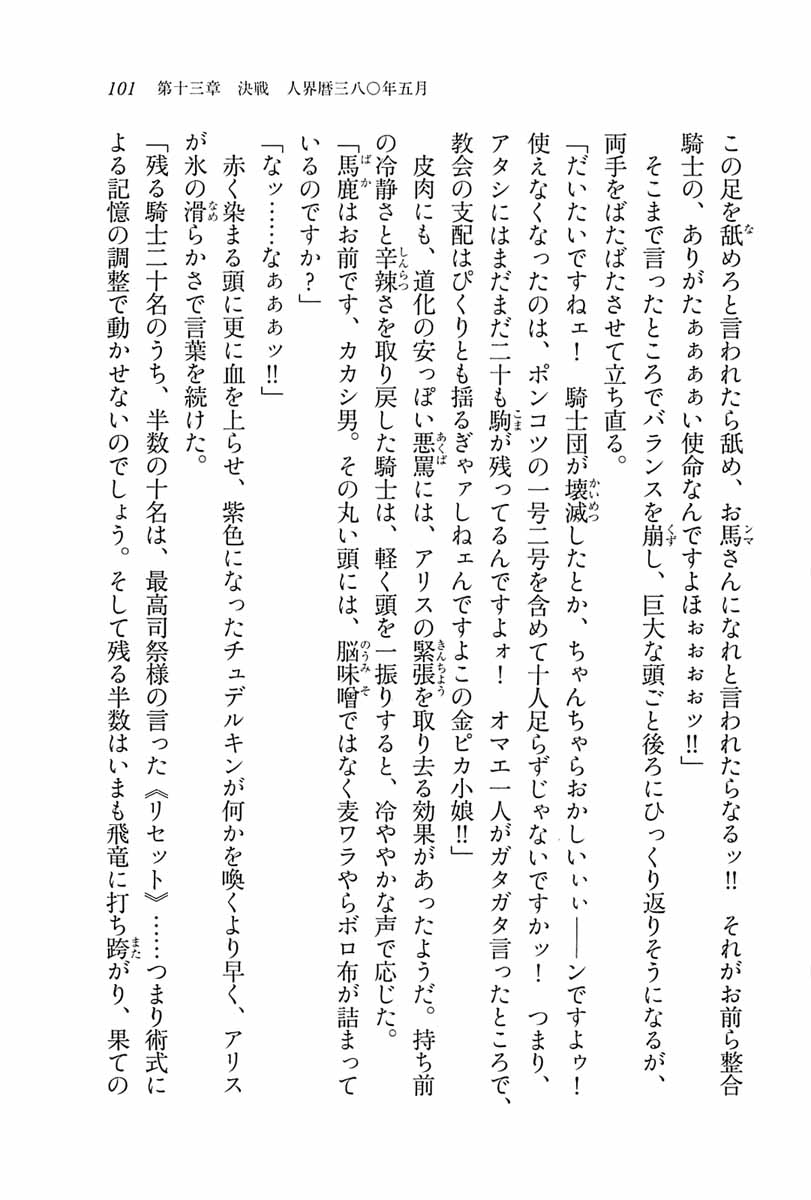 101　第十三章　決戦　人界暦三八〇年五月
この足を舐めろと言われたら舐め、お馬さんになれと言われたらなるッ!!　それがお前ら整合
騎士の、ありがたぁぁぁぁい使命なんですよほぉぉぉぉッ!!」
　そこまで言ったところでバランスを崩し、巨大な頭ごと後ろにひっくり返りそうになるが、
両手をばたばたさせて立ち直る。
「だいたいですねェ！　騎士団が壊滅したとか、ちゃんちゃらおかしいぃぃ――ンですよゥ！
使えなくなったのは、ポンコツの一号二号を含めて十人足らずじゃないですかッ！　つまり、
アタシにはまだまだ二十も駒が残ってるんですよォ！　オマエ一人がガタガタ言ったところで、
教会の支配はぴくりとも揺るぎゃァしねェんですよこの金ピカ小娘!!」
　皮肉にも、道化の安っぽい悪罵には、アリスの緊張を取り去る効果があったようだ。持ち前
の冷静さと辛辣さを取り戻した騎士は、軽く頭を一振りすると、冷ややかな声で応じた。
「馬鹿はお前です、カカシ男。その丸い頭には、脳味噌ではなく麦ワラやらボロ布が詰まって
いるのですか？」
「なッ……なぁぁぁッ!!」
　赤く染まる頭に更に血を上らせ、紫色になったチュデルキンが何かを喚くより早く、アリス
が氷の滑らかさで言葉を続けた。
「残る騎士二十名のうち、半数の十名は、最高司祭様の言った《リセット》……つまり術式に
よる記憶の調整で動かせないのでしょう。そして残る半数はいまも飛竜に打ち跨がり、果ての